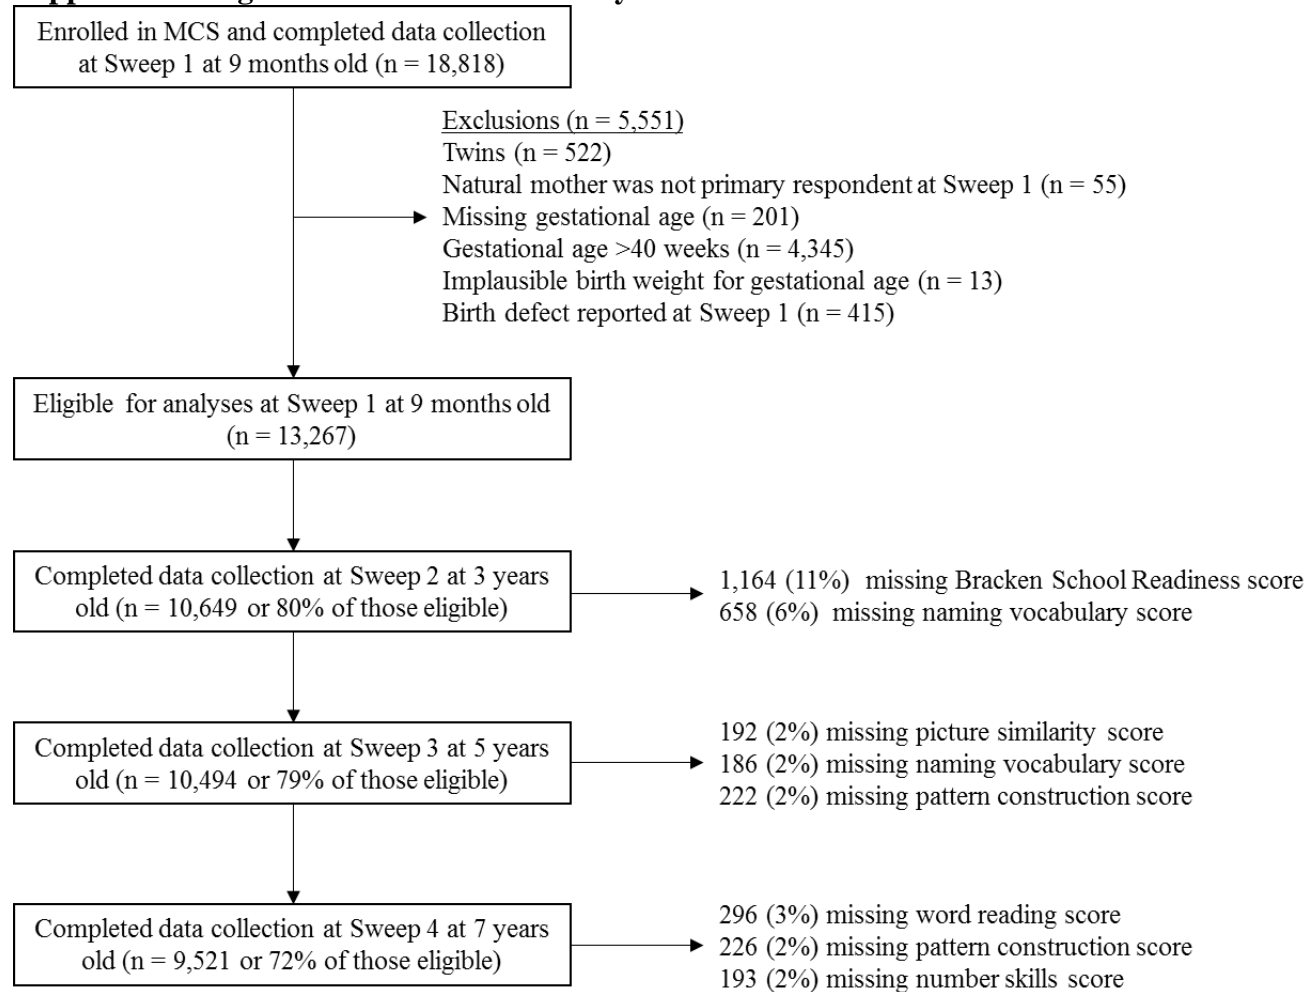 Enrolled in MCS and completed data collection
at Sweep 1 at 9 months old (n = 18,818)
Exclusions (n = 5,551)
Twins (n = 522)
Natural mother was not primary respondent at Sweep 1 (n = 55)
Missing gestational age (n = 201)
Gestational age >40 weeks (n = 4,345)
Implausible birth weight for gestational age (n = 13)
Birth defect reported at Sweep 1 (n = 415)
Eligible for analyses at Sweep 1 at 9 months old
(n = 13,267)
Completed data collection at Sweep 2 at 3 years
old (n = 10,649 or 80% of those eligible)
1,164 (11%) missing Bracken School Readiness score
658 (6%) missing naming vocabulary score
Completed data collection at Sweep 3 at 5 years
old (n = 10,494 or 79% of those eligible)
192 (2%) missing picture similarity score
186 (2%) missing naming vocabulary score
222 (2%) missing pattern construction score
Completed data collection at Sweep 4 at 7 years
old (n = 9,521 or 72% of those eligible)
296 (3%) missing word reading score
226 (2%) missing pattern construction score
193 (2%) missing number skills score